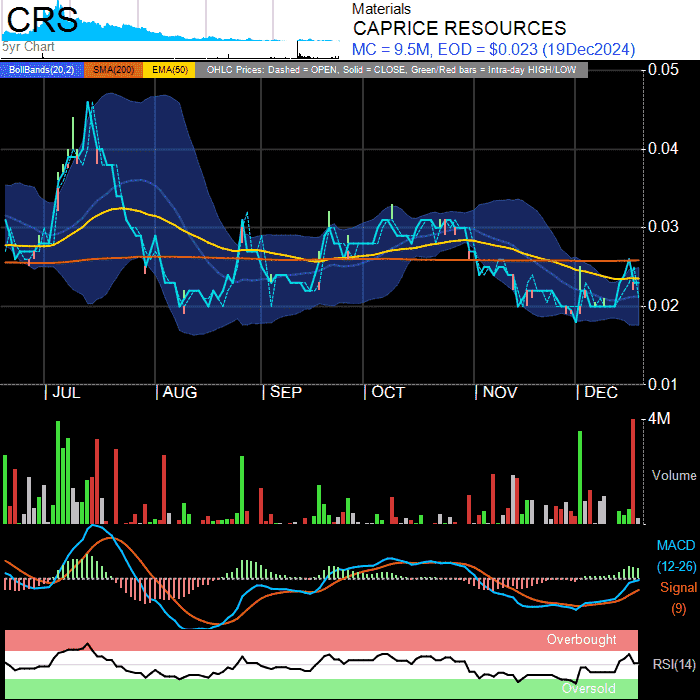 CRS
Materials
CAPRICE RESOURCES
MC = 9.5M, EOD = $0.023 (19Dec2024)
5yr Chart
BollBands(20,2) SMA(200) EMA(50) OHLC Prices: Dashed = OPEN, Solid = CLOSE, Green/Red bars = Intra-day HIGH/LOW
0.05
0.04
0.03
0.02
0.01
| JUL | AUG | SEP | OCT | NOV | DEC
4M
Volume
MACD
(12-26)
Signal
(9)
Overbought
RSI(14)
Oversold